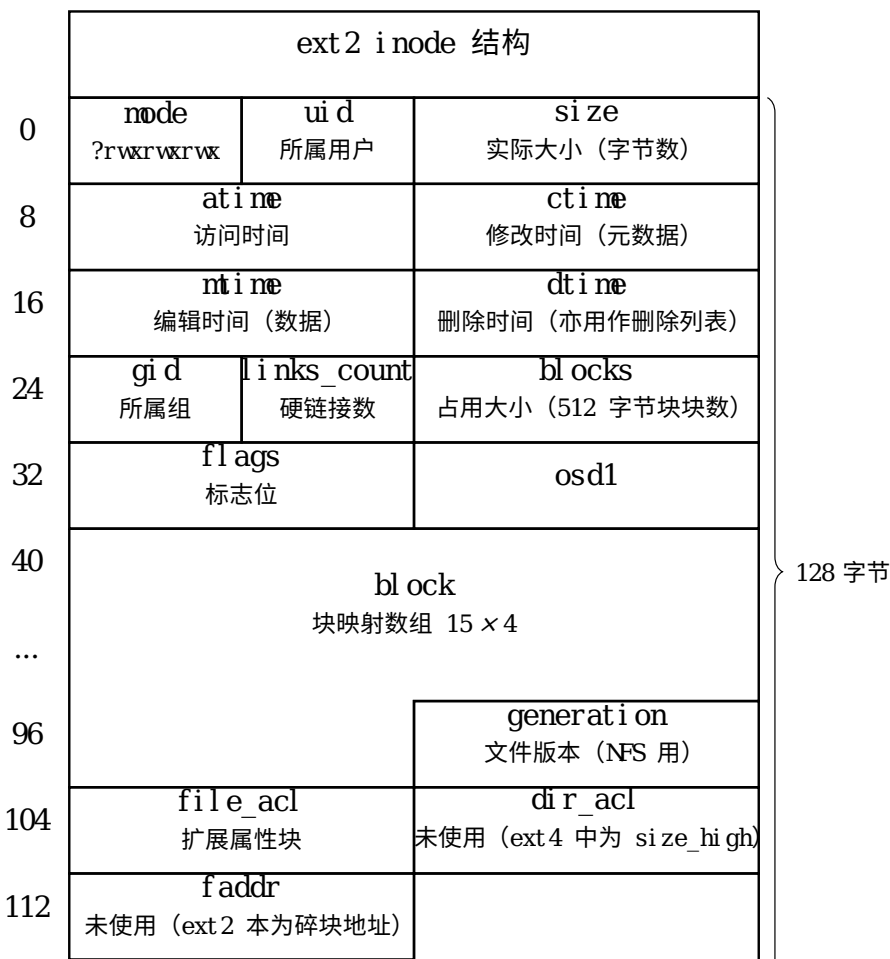 ext2 inode 结构
0
mode
?rwxrwxrwx
uid
所属用户
size
实际大小（字节数）
8
atime
访问时间
ctime
修改时间（元数据）
16
mtime
编辑时间（数据）
dtime
删除时间（亦用作删除列表）
24
gid
所属组
links_count
硬链接数
blocks
占用大小（512 字节块块数）
32
flags
标志位
osd1
40
block
块映射数组 15 × 4
128 字节
...
96
generation
文件版本（NFS 用）
104
file_acl
扩展属性块
dir_acl
未使用（ext4 中为 size_high）
112
faddr
未使用（ext2 本为碎块地址）